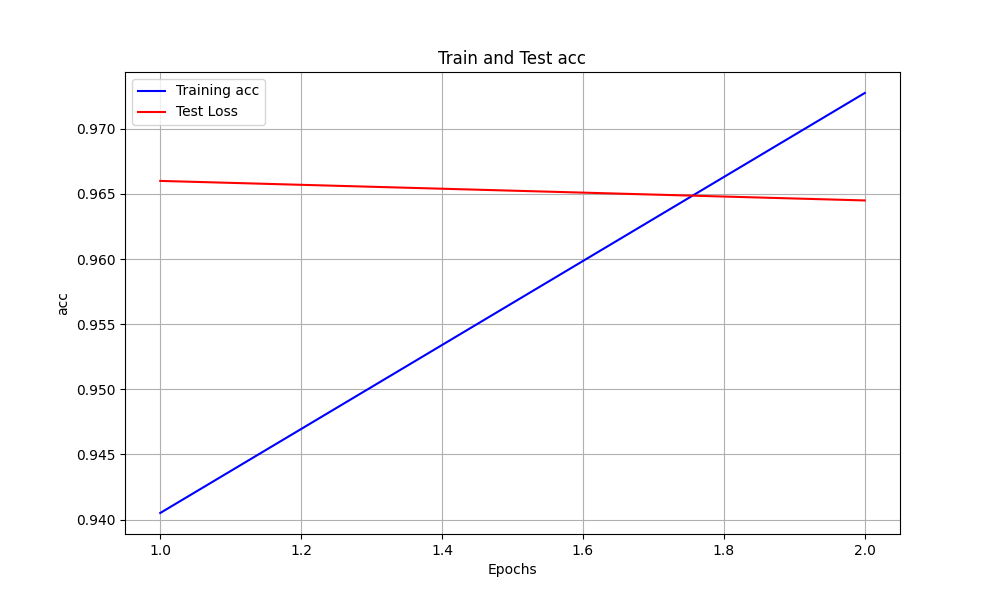 Train and Test acc
Training acc
Test Loss
0.970
0.965
0.960
0.955
0.950
0.945
0.940
acc
1.0 1.2 1.4 1.6 1.8 2.0
Epochs